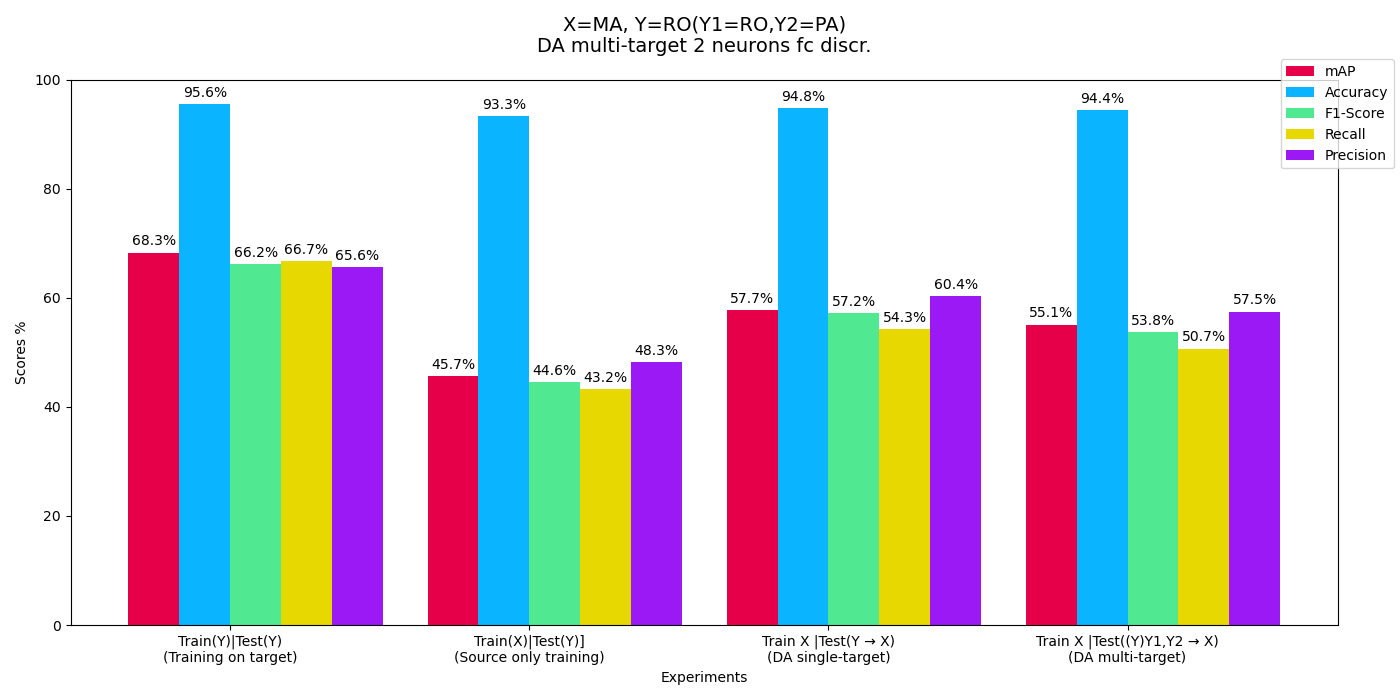 X=MA, Y=RO(Y1=RO,Y2=PA)
DA multi-target 2 neurons fc discr.
mAP
Accuracy
F1-Score
Recall
Precision
Scores %
100
80
60
40
20
0
68.3%
95.6%
66.2%
66.7%
65.6%
45.7%
93.3%
44.6%
43.2%
48.3%
57.7%
94.8%
57.2%
54.3%
60.4%
55.1%
94.4%
53.8%
50.7%
57.5%
Train(Y)|Test(Y)
(Training on target)
Train(X)|Test(Y)]
(Source only training)
Train X |Test(Y → X)
(DA single-target)
Train X |Test((Y)Y1,Y2 → X)
(DA multi-target)
Experiments